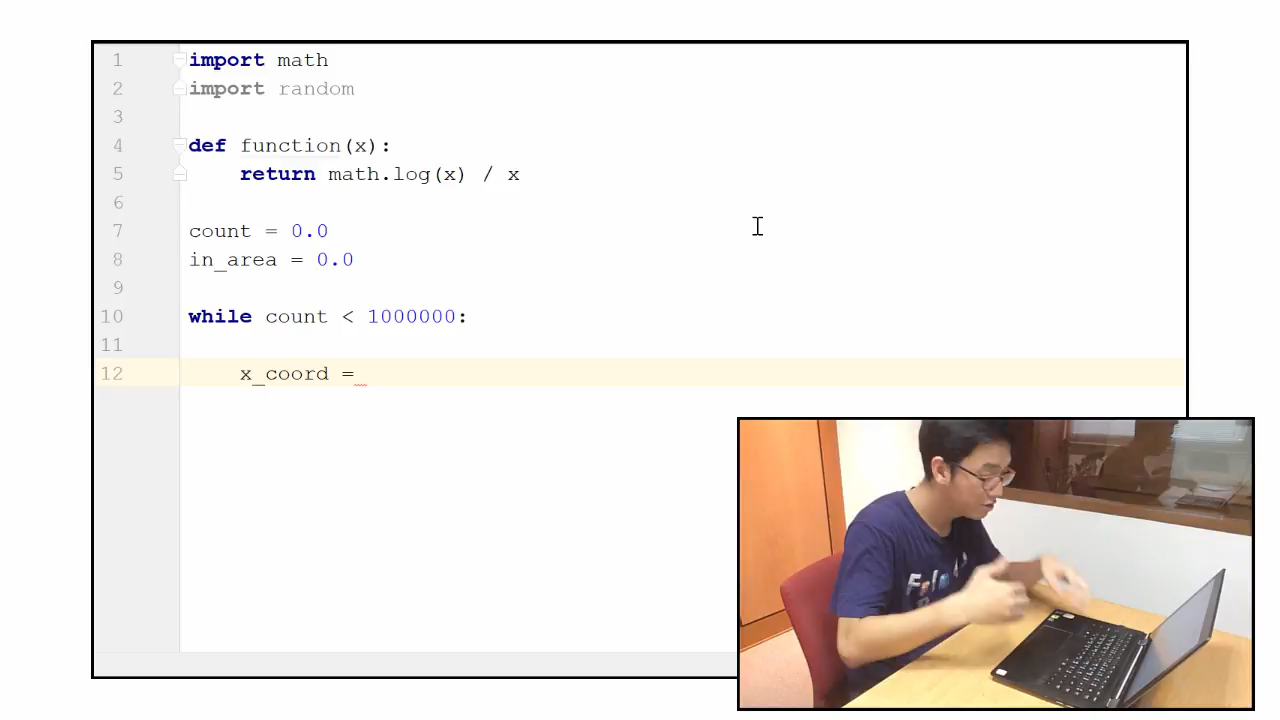 1 import math
2 import random
3
4 def function(x):
5 return math.log(x) / x
6
7 count = 0.0
8 in_area = 0.0
9
10 while count < 1000000:
11
12 x_coord =